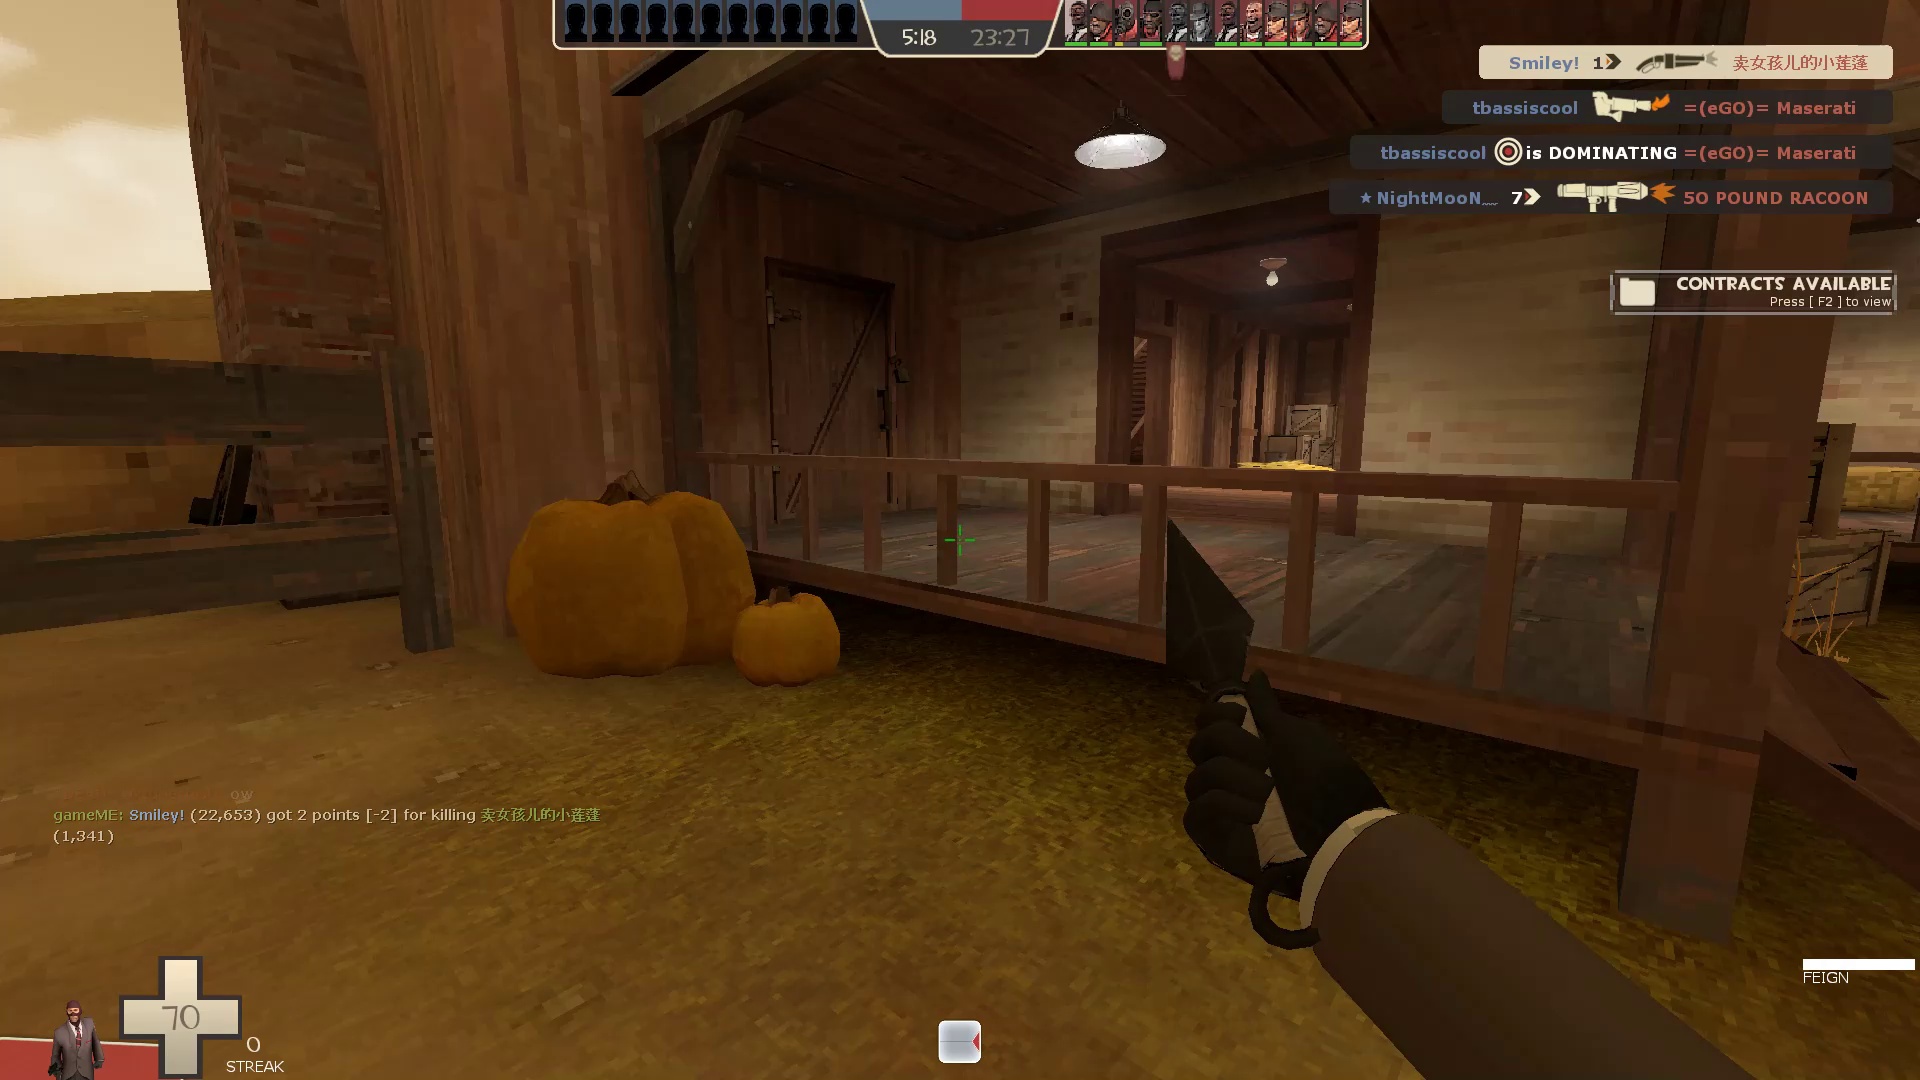 5:18 23:27
Smiley! 1 卖女孩儿的小莲蓬
tbassiscool =(eGO)= Maserati
tbassiscool is DOMINATING =(eGO)= Maserati
★ NightMooN__ 7 50 POUND RACOON
CONTRACTS AVAILABLE
Press [ F2 ] to view
ow
gameME: Smiley! (22,653) got 2 points [-2] for killing 卖女孩儿的小莲蓬
(1,341)
70
0
STREAK
FEIGN